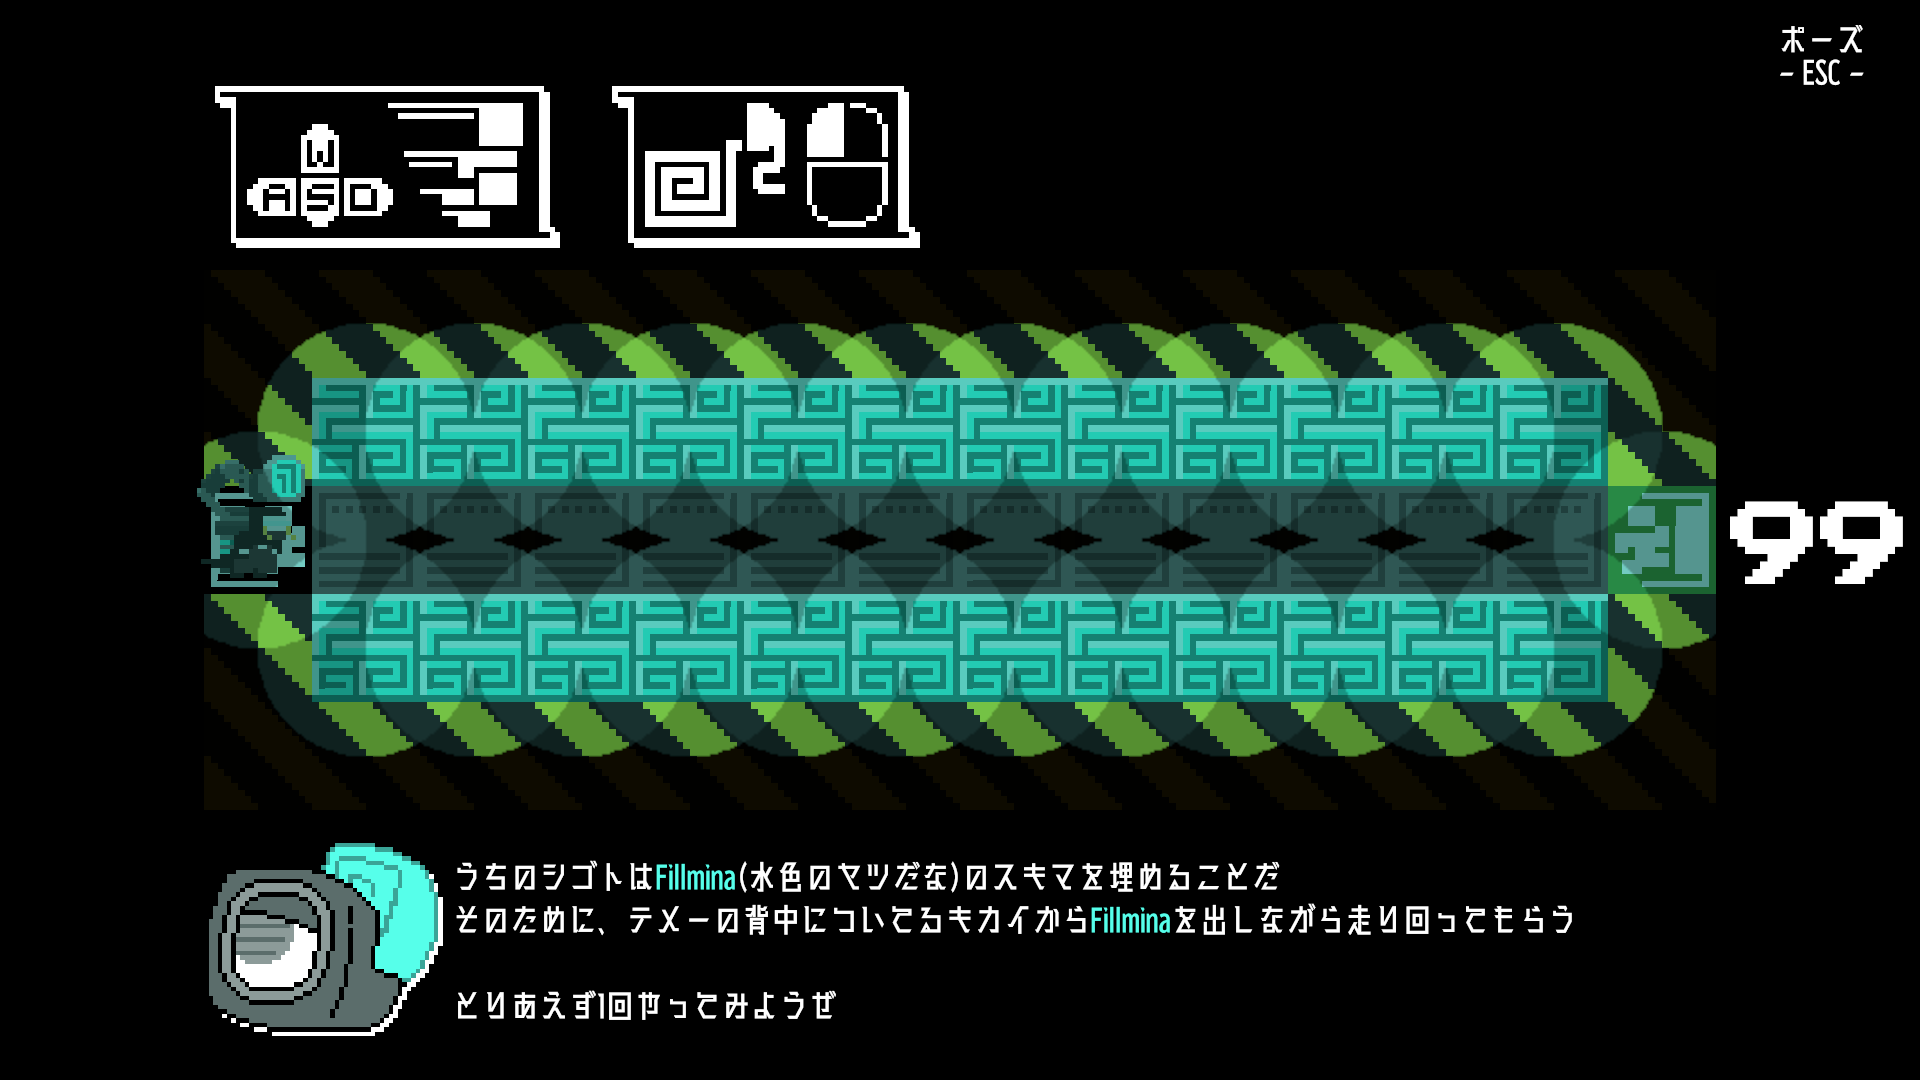 ポーズ
- ESC -
W
A S D
99
うちのシゴトはFillmina(水色のヤツだな)のスキマを埋めることだ
そのために、テメーの背中についてるキカイからFillminaを出しながら走り回ってもらう
とりあえず1回やってみようぜ